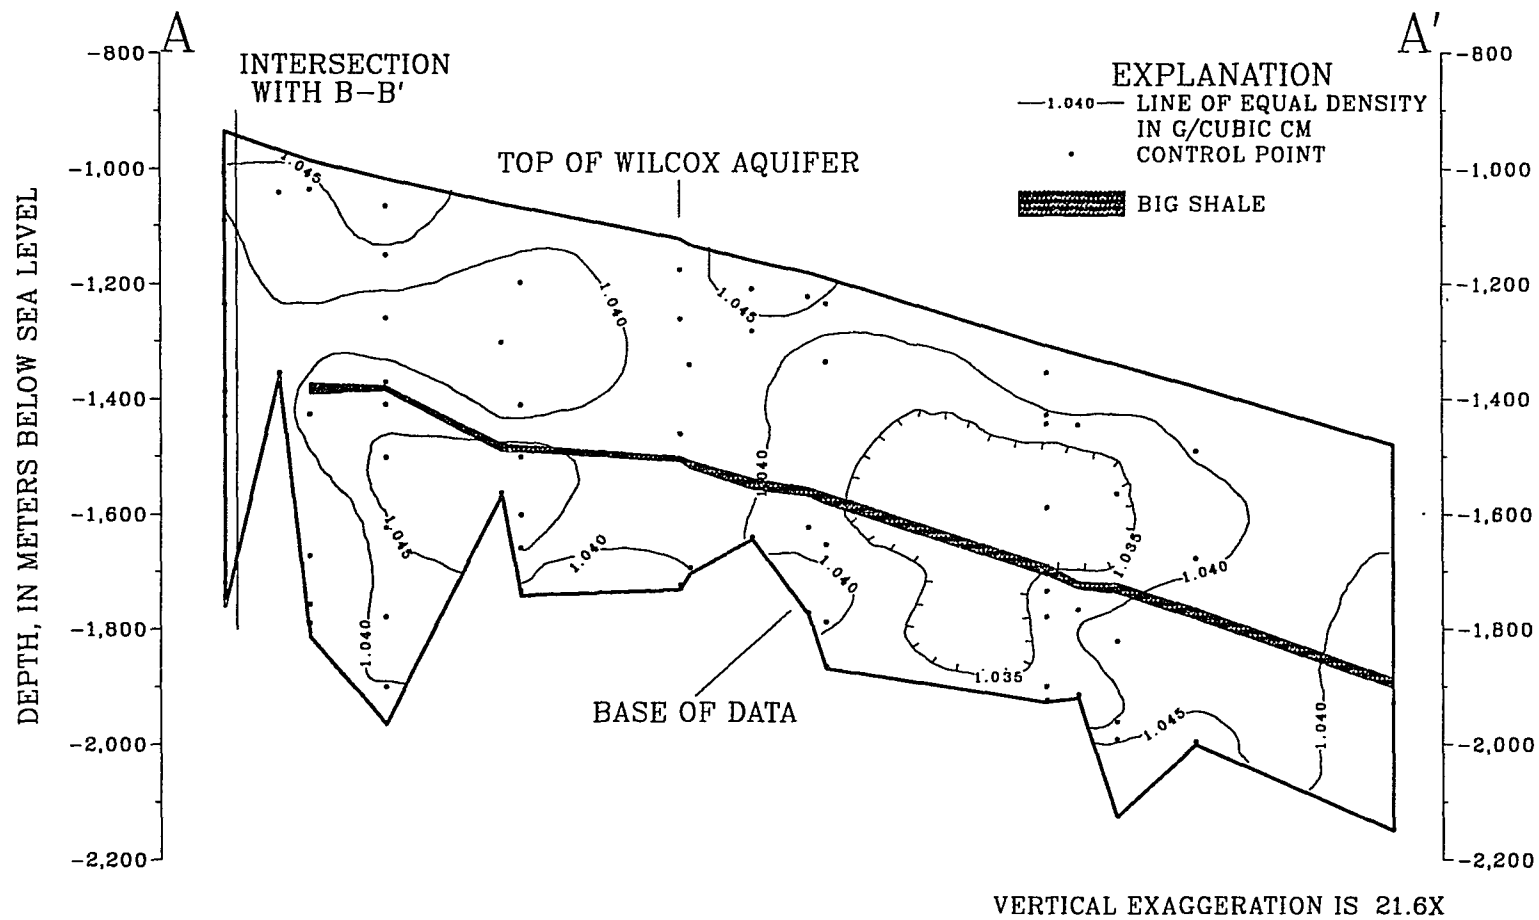 A
A'
-800
-1,000
-1,200
-1,400
-1,600
-1,800
-2,000
-2,200
DEPTH, IN METERS BELOW SEA LEVEL
INTERSECTION
WITH B-B'
TOP OF WILCOX AQUIFER
EXPLANATION
1.040 LINE OF EQUAL DENSITY
IN G/CUBIC CM
CONTROL POINT
BIG SHALE
-800
-1,000
-1,200
-1,400
-1,600
-1,800
-2,000
-2,200
1.045
1.040
1.045
1.040
1.045
1.040
1.040
1.040
1.035
1.040
1.035
1.045
1.040
BASE OF DATA
VERTICAL EXAGGERATION IS 21.6X